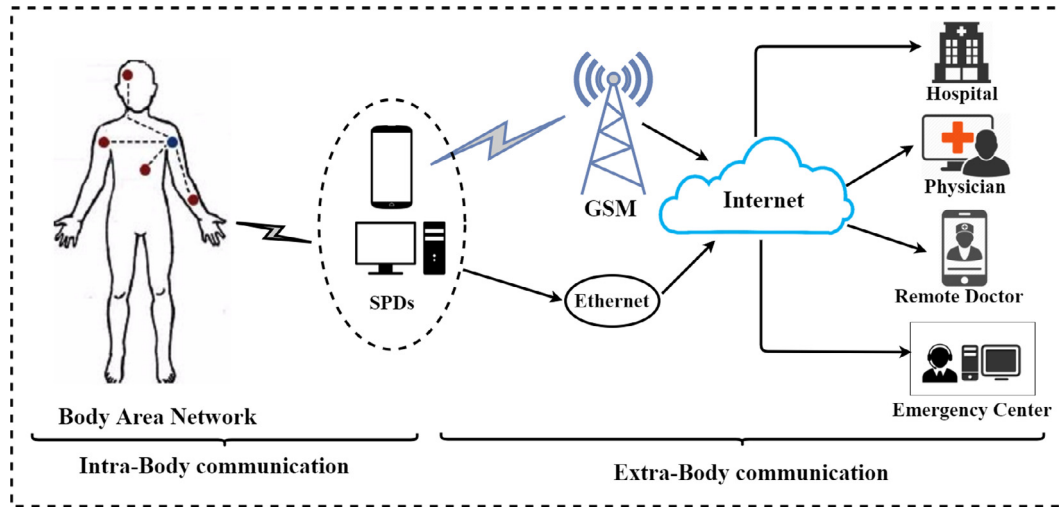 Hospital
Physician
GSM
Internet
Remote Doctor
SPDs
Ethernet
Emergency Center
Body Area Network
Intra-Body communication
Extra-Body communication